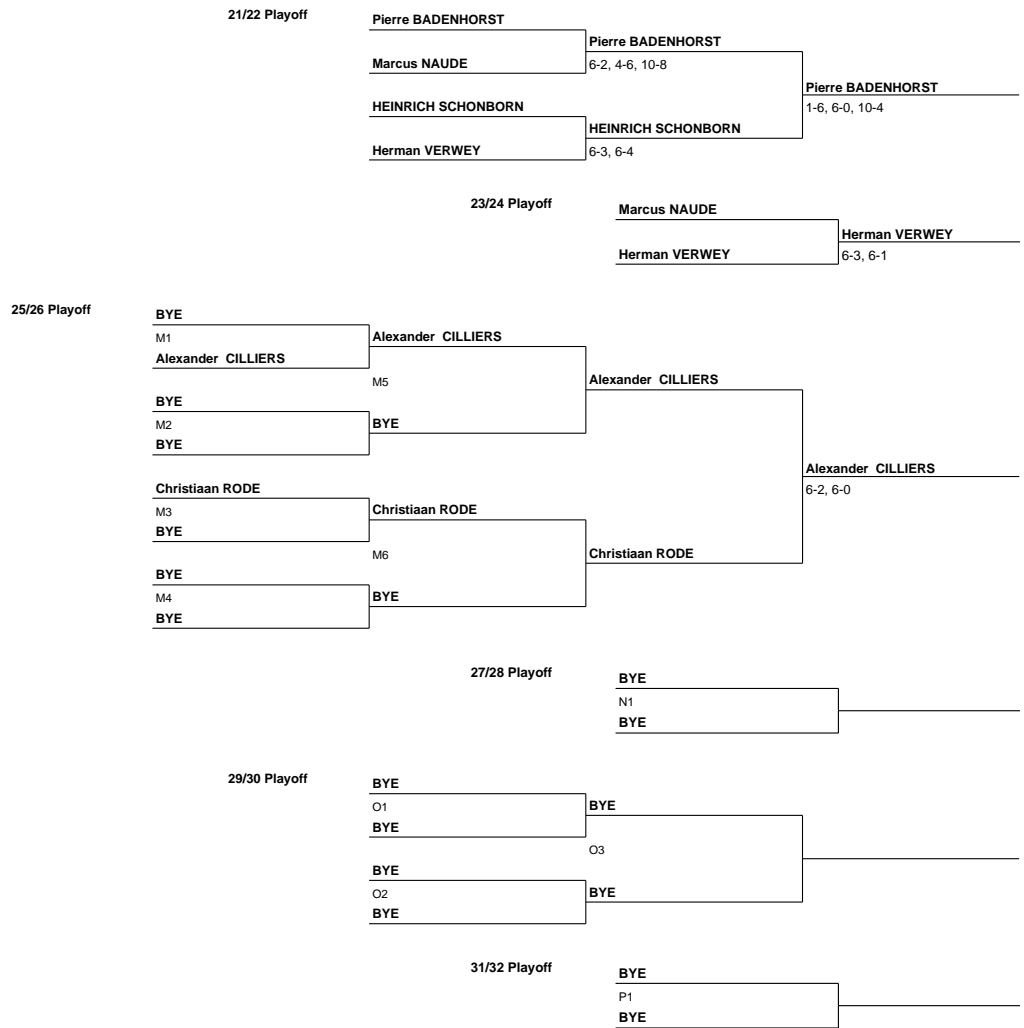 21/22 Playoff
Pierre BADENHORST
Pierre BADENHORST
Marcus NAUDE
6-2, 4-6, 10-8
Pierre BADENHORST
1-6, 6-0, 10-4
HEINRICH SCHONBORN
HEINRICH SCHONBORN
Herman VERWEY
6-3, 6-4
23/24 Playoff
Marcus NAUDE
Herman VERWEY
Herman VERWEY
6-3, 6-1
25/26 Playoff
BYE
M1
Alexander  CILLIERS
Alexander  CILLIERS
M5
Alexander  CILLIERS
BYE
M2
BYE
BYE
Alexander  CILLIERS
6-2, 6-0
Christiaan RODE
M3
Christiaan RODE
BYE
M6
Christiaan RODE
BYE
M4
BYE
BYE
27/28 Playoff
BYE
N1
BYE
29/30 Playoff
BYE
O1
BYE
BYE
O3
BYE
O2
BYE
BYE
31/32 Playoff
BYE
P1
BYE